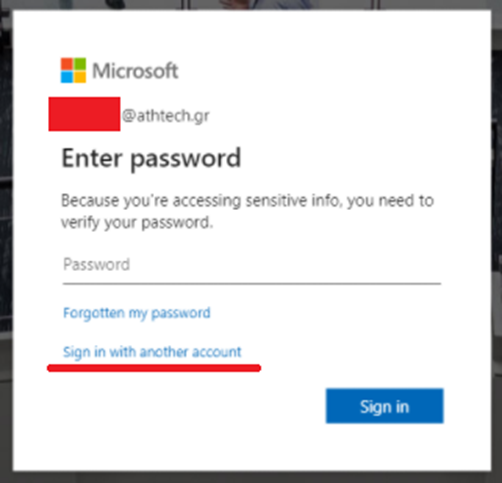 Microsoft
@athtech.gr
Enter password
Because you're accessing sensitive info, you need to
verify your password.
Password
Forgotten my password
Sign in with another account
Sign in